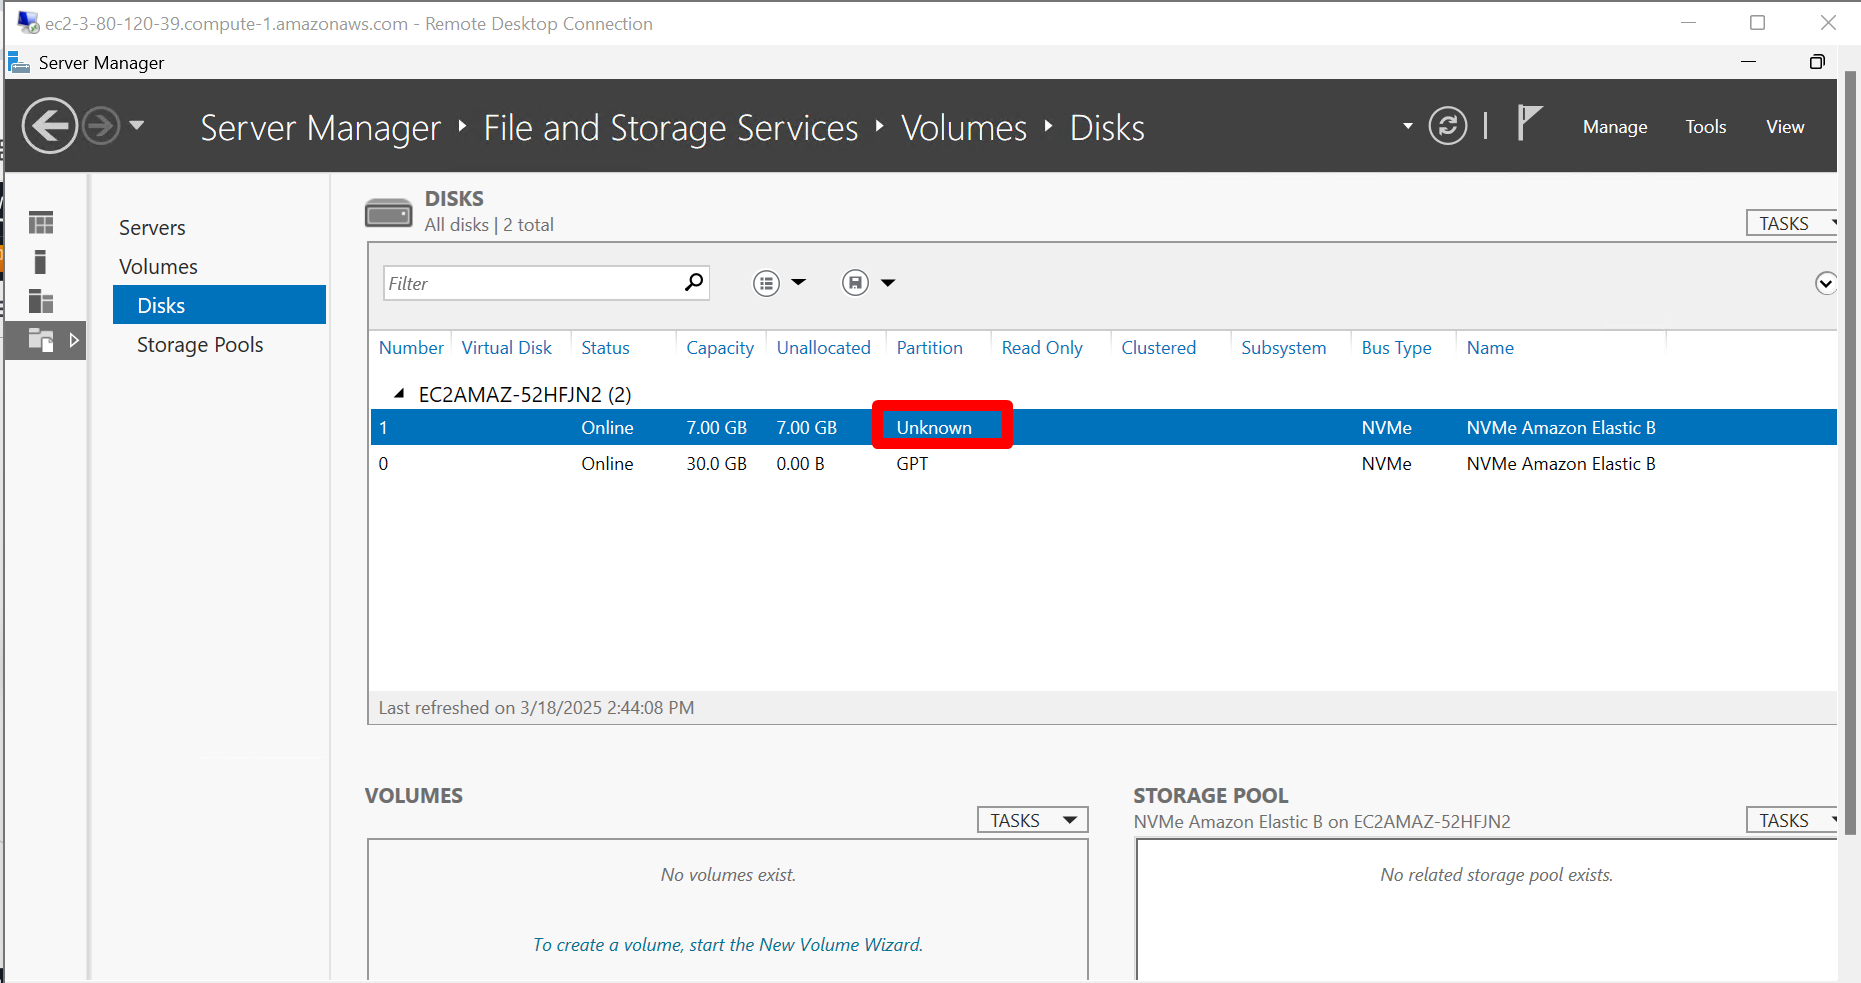 ec2-3-80-120-39.compute-1.amazonaws.com - Remote Desktop Connection
Server Manager
Server Manager File and Storage Services Volumes Disks Manage Tools View
Servers
Volumes
Disks
Storage Pools
DISKS
All disks | 2 total
TASKS
Filter
Number Virtual Disk Status Capacity Unallocated Partition Read Only Clustered Subsystem Bus Type Name
EC2AMAZ-52HFJN2 (2)
1 Online 7.00 GB 7.00 GB Unknown NVMe NVMe Amazon Elastic B
0 Online 30.0 GB 0.00 B GPT NVMe NVMe Amazon Elastic B
Last refreshed on 3/18/2025 2:44:08 PM
VOLUMES
TASKS
No volumes exist.
To create a volume, start the New Volume Wizard.
STORAGE POOL
NVMe Amazon Elastic B on EC2AMAZ-52HFJN2
TASKS
No related storage pool exists.